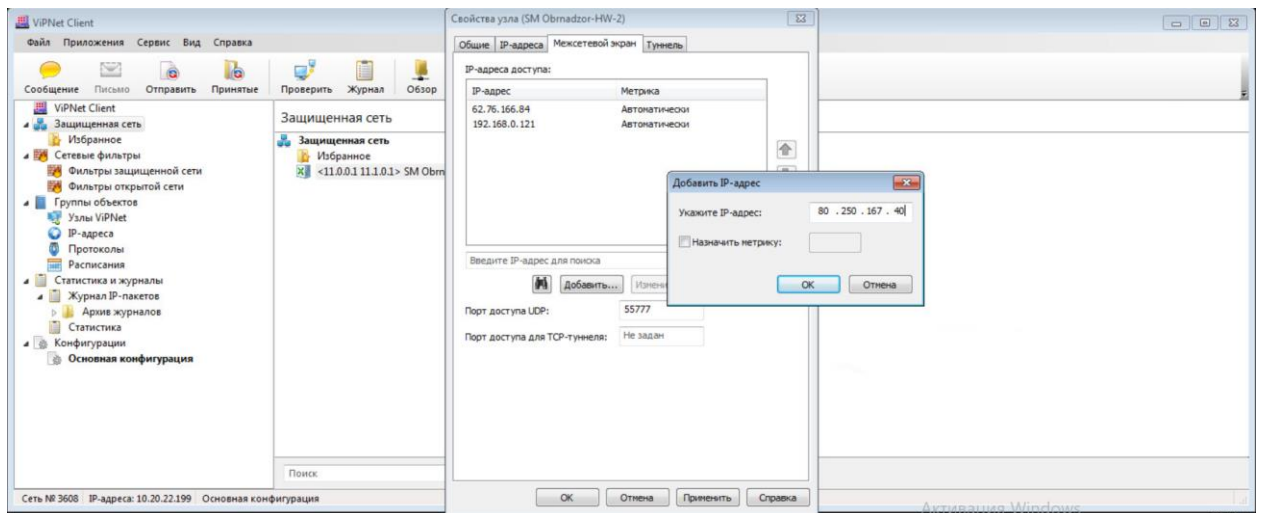 ViPNet Client
Файл Приложения Сервис Вид Справка
Сообщение Письмо Отправить Принятые Проверить Журнал Обзор
ViPNet Client
Защищенная сеть
Избранное
Сетевые фильтры
Фильтры защищенной сети
Фильтры открытой сети
Группы объектов
Узлы ViPNet
IP-адреса
Протоколы
Расписания
Статистика и журналы
Журнал IP-пакетов
Архив журналов
Статистика
Конфигурации
Основная конфигурация
Защищенная сеть
Защищенная сеть
Избранное
<11.0.0.1 11.1.0.1> SM Obrn
Поиск
Сеть № 3608 IP-адреса: 10.20.22.199 Основная конфигурация
Свойства узла (SM Obrnadzor-HW-2)
Общие IP-адреса Межсетевой экран Туннель
IP-адреса доступа:
IP-адрес Метрика
62.76.166.84 Автоматически
192.168.0.121 Автоматически
Введите IP-адрес для поиска
Добавить... Измени
Порт доступа UDP: 55777
Порт доступа для TCP-туннеля: Не задан
OK Отмена Применить Справка
Добавить IP-адрес
Укажите IP-адрес: 80 . 250 . 167 . 40
Назначить метрику:
OK Отмена
Активация Windows